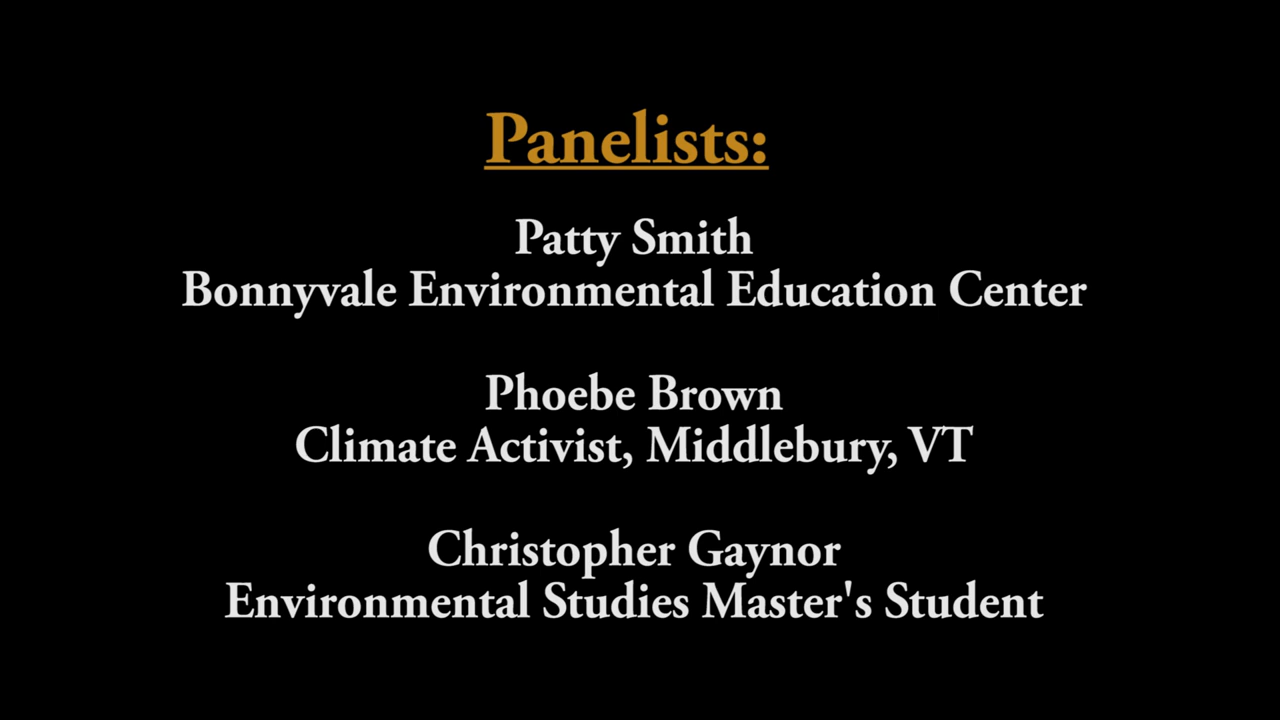 Panelists:
Patty Smith
Bonnyvale Environmental Education Center
Phoebe Brown
Climate Activist, Middlebury, VT
Christopher Gaynor
Environmental Studies Master's Student